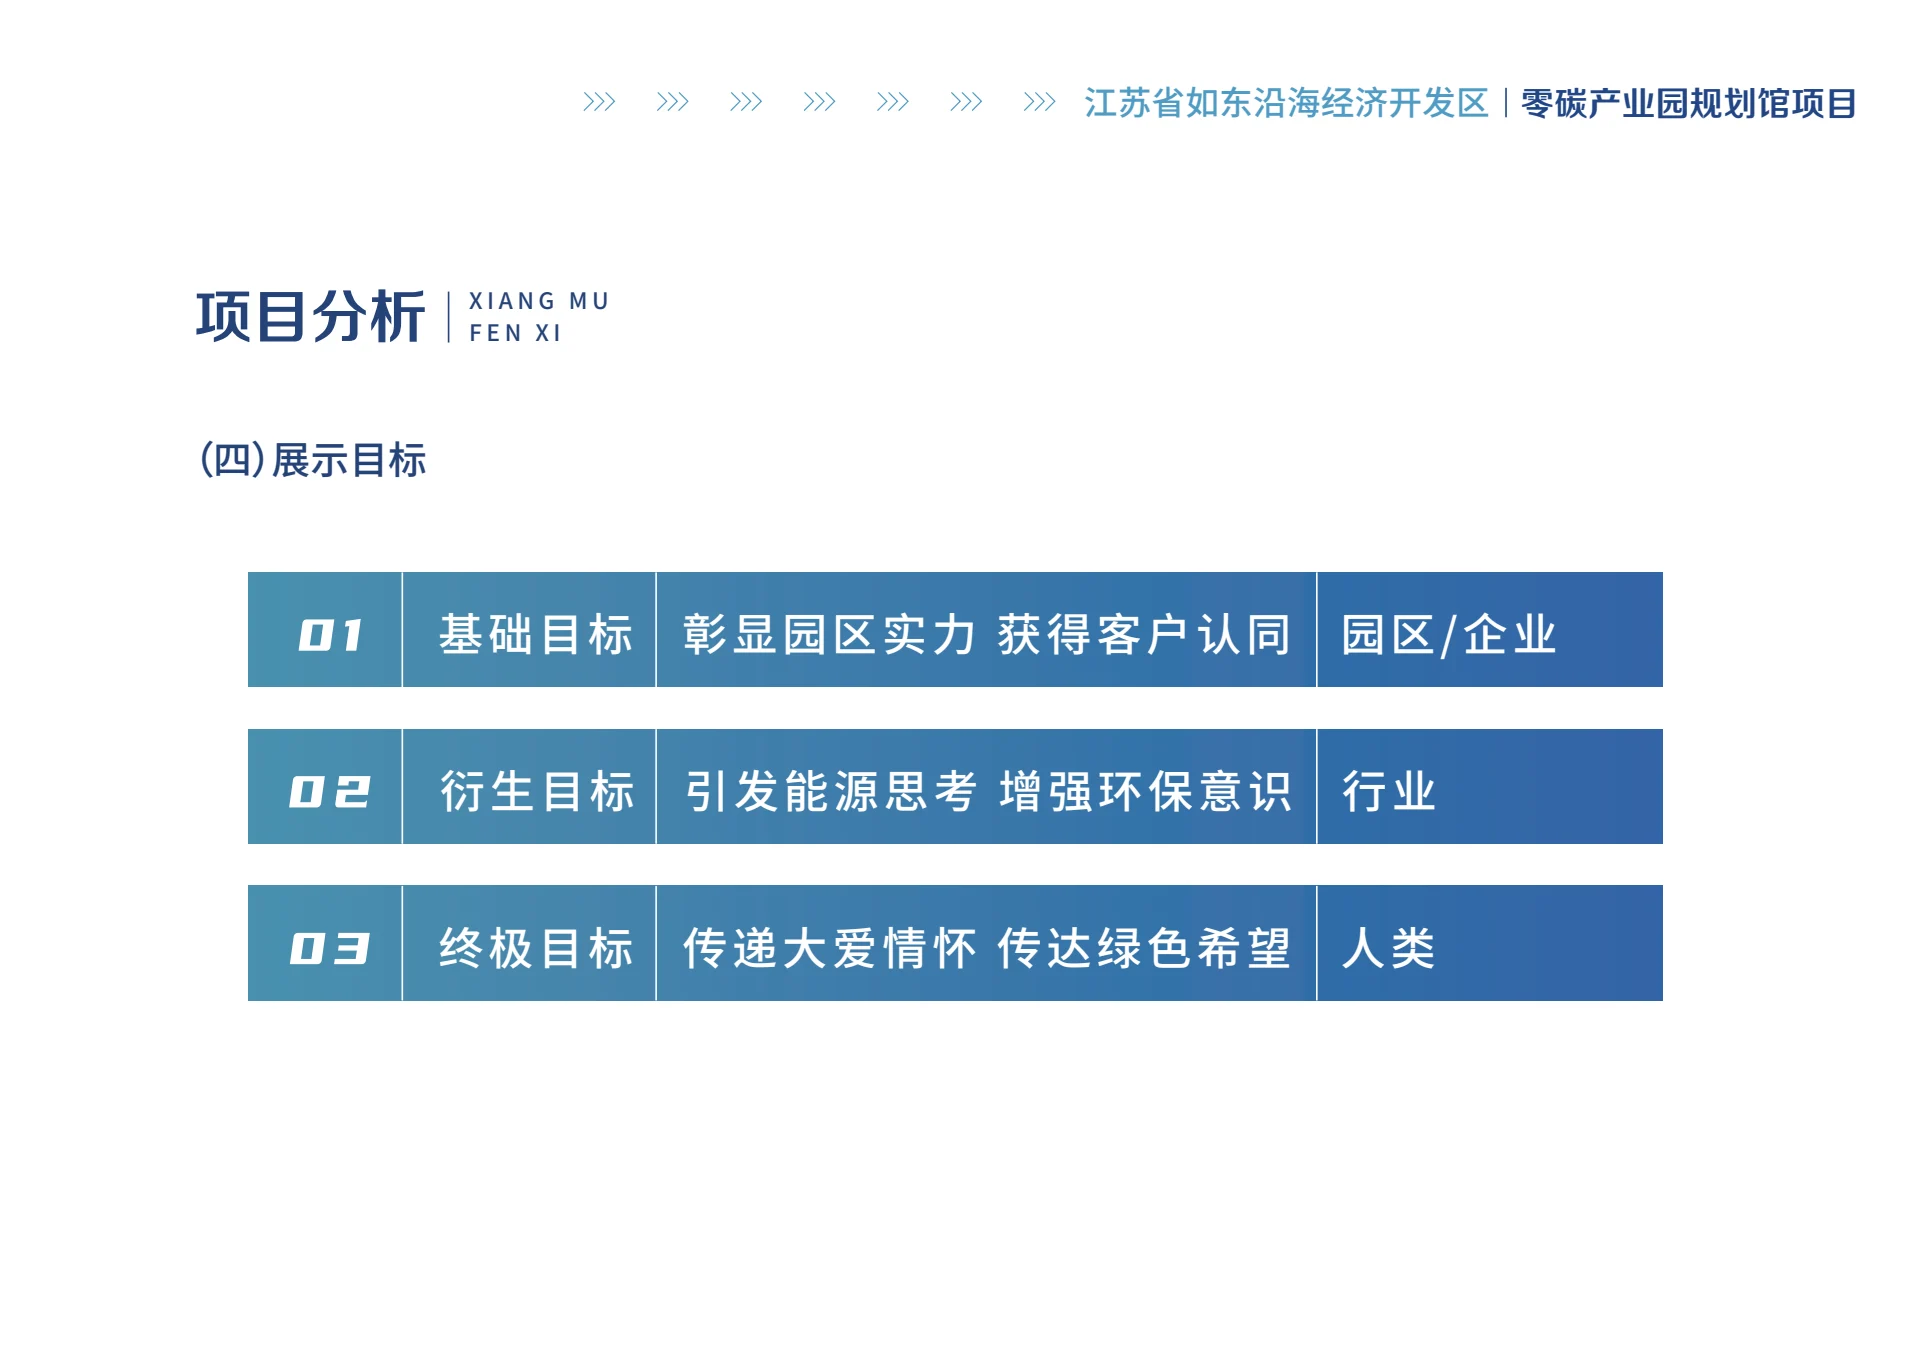 江苏省如东沿海经济开发区|零碳产业园规划馆项目
项目分析
XIANG MU
FEN XI
（四）展示目标
01 基础目标 彰显园区实力 获得客户认同 园区/企业
02 衍生目标 引发能源思考 增强环保意识 行业
03 终极目标 传递大爱情怀 传达绿色希望 人类